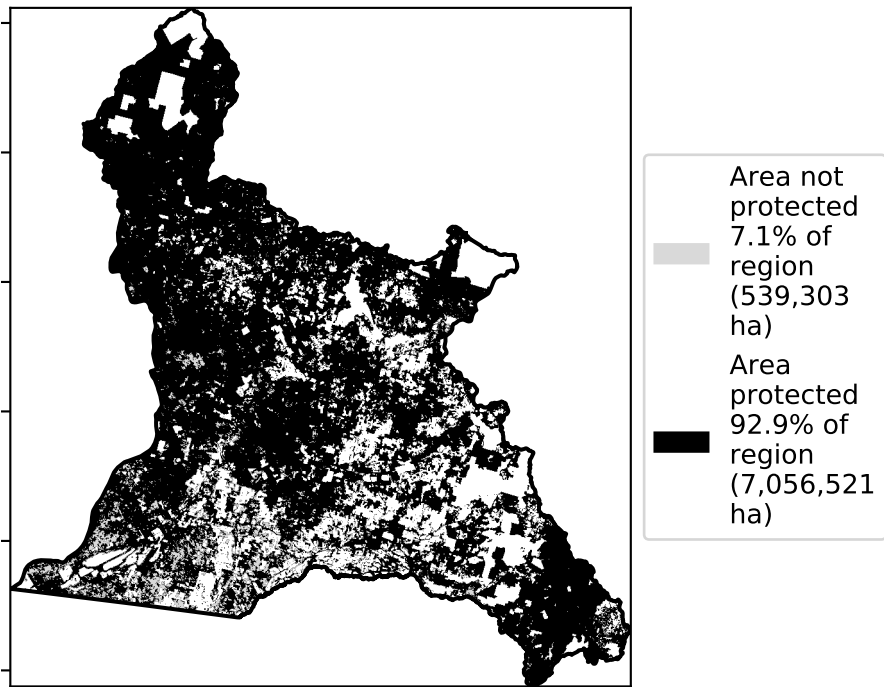 Area not
protected
7.1% of
region
(539,303
ha)
Area
protected
92.9% of
region
(7,056,521
ha)